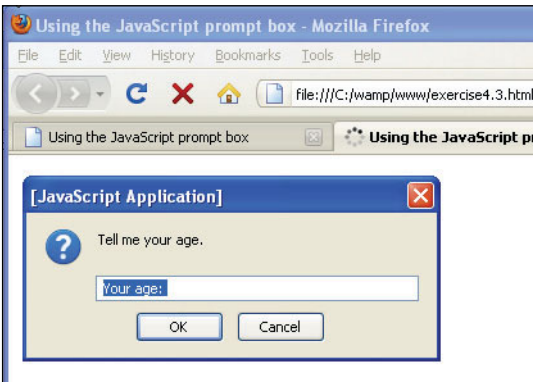 Using the JavaScript prompt box - Mozilla Firefox
File Edit View History Bookmarks Tools Help
file:///C:/wamp/www/exercise4.3.html
Using the JavaScript prompt box Using the JavaScript pr
[JavaScript Application]
Tell me your age.
Your age:
OK Cancel